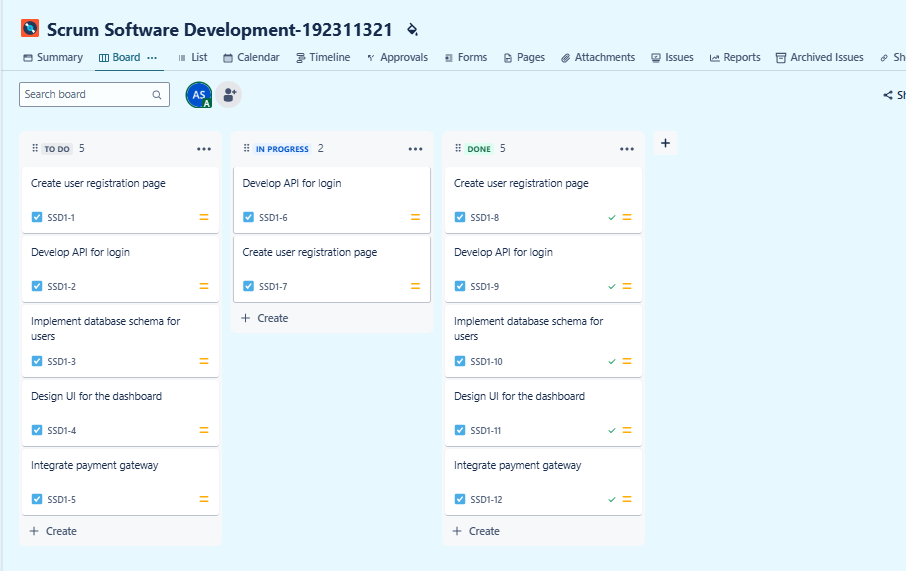 Scrum Software Development-192311321
Summary Board List Calendar Timeline Approvals Forms Pages Attachments Issues Reports Archived Issues
Search board
AS
A
TO DO 5
Create user registration page
SSD1-1
Develop API for login
SSD1-2
Implement database schema for
users
SSD1-3
Design UI for the dashboard
SSD1-4
Integrate payment gateway
SSD1-5
+ Create
IN PROGRESS 2
Develop API for login
SSD1-6
Create user registration page
SSD1-7
+ Create
DONE 5
Create user registration page
SSD1-8
Develop API for login
SSD1-9
Implement database schema for
users
SSD1-10
Design UI for the dashboard
SSD1-11
Integrate payment gateway
SSD1-12
+ Create